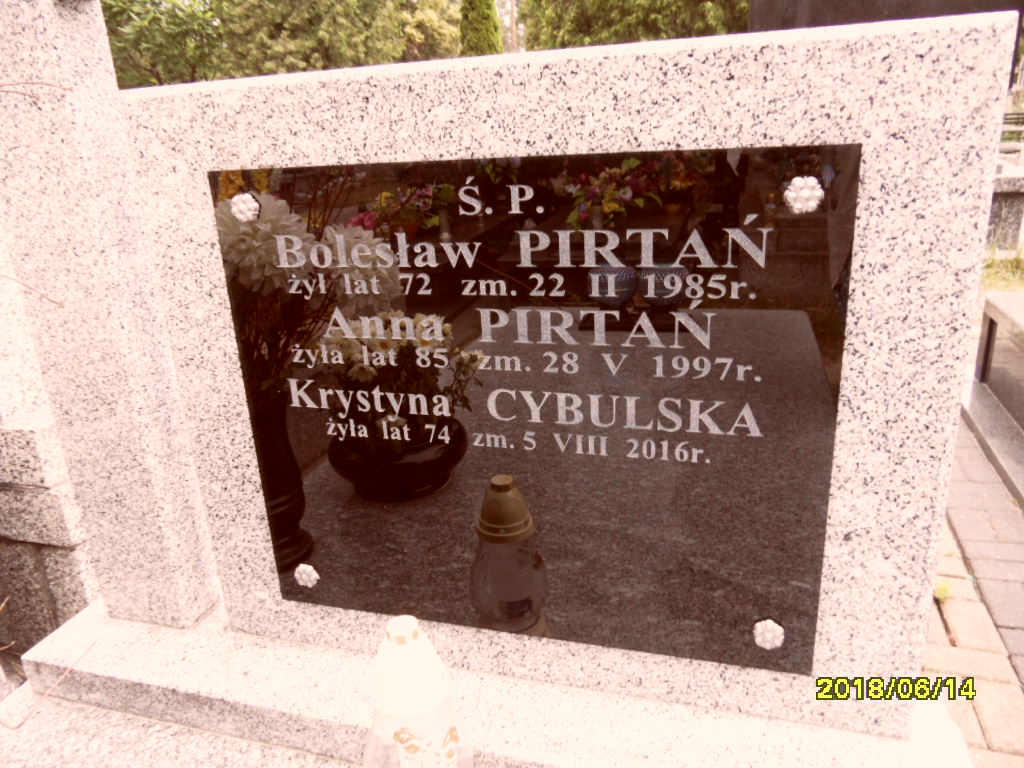 Ś. P.
Bolesław PIRTAŃ
żył lat 72 zm. 22 II 1985r.
Anna PIRTAŃ
żyła lat 85 zm. 28 V 1997r.
Krystyna CYBULSKA
żyła lat 74 zm. 5 VIII 2016r.
2018/06/14